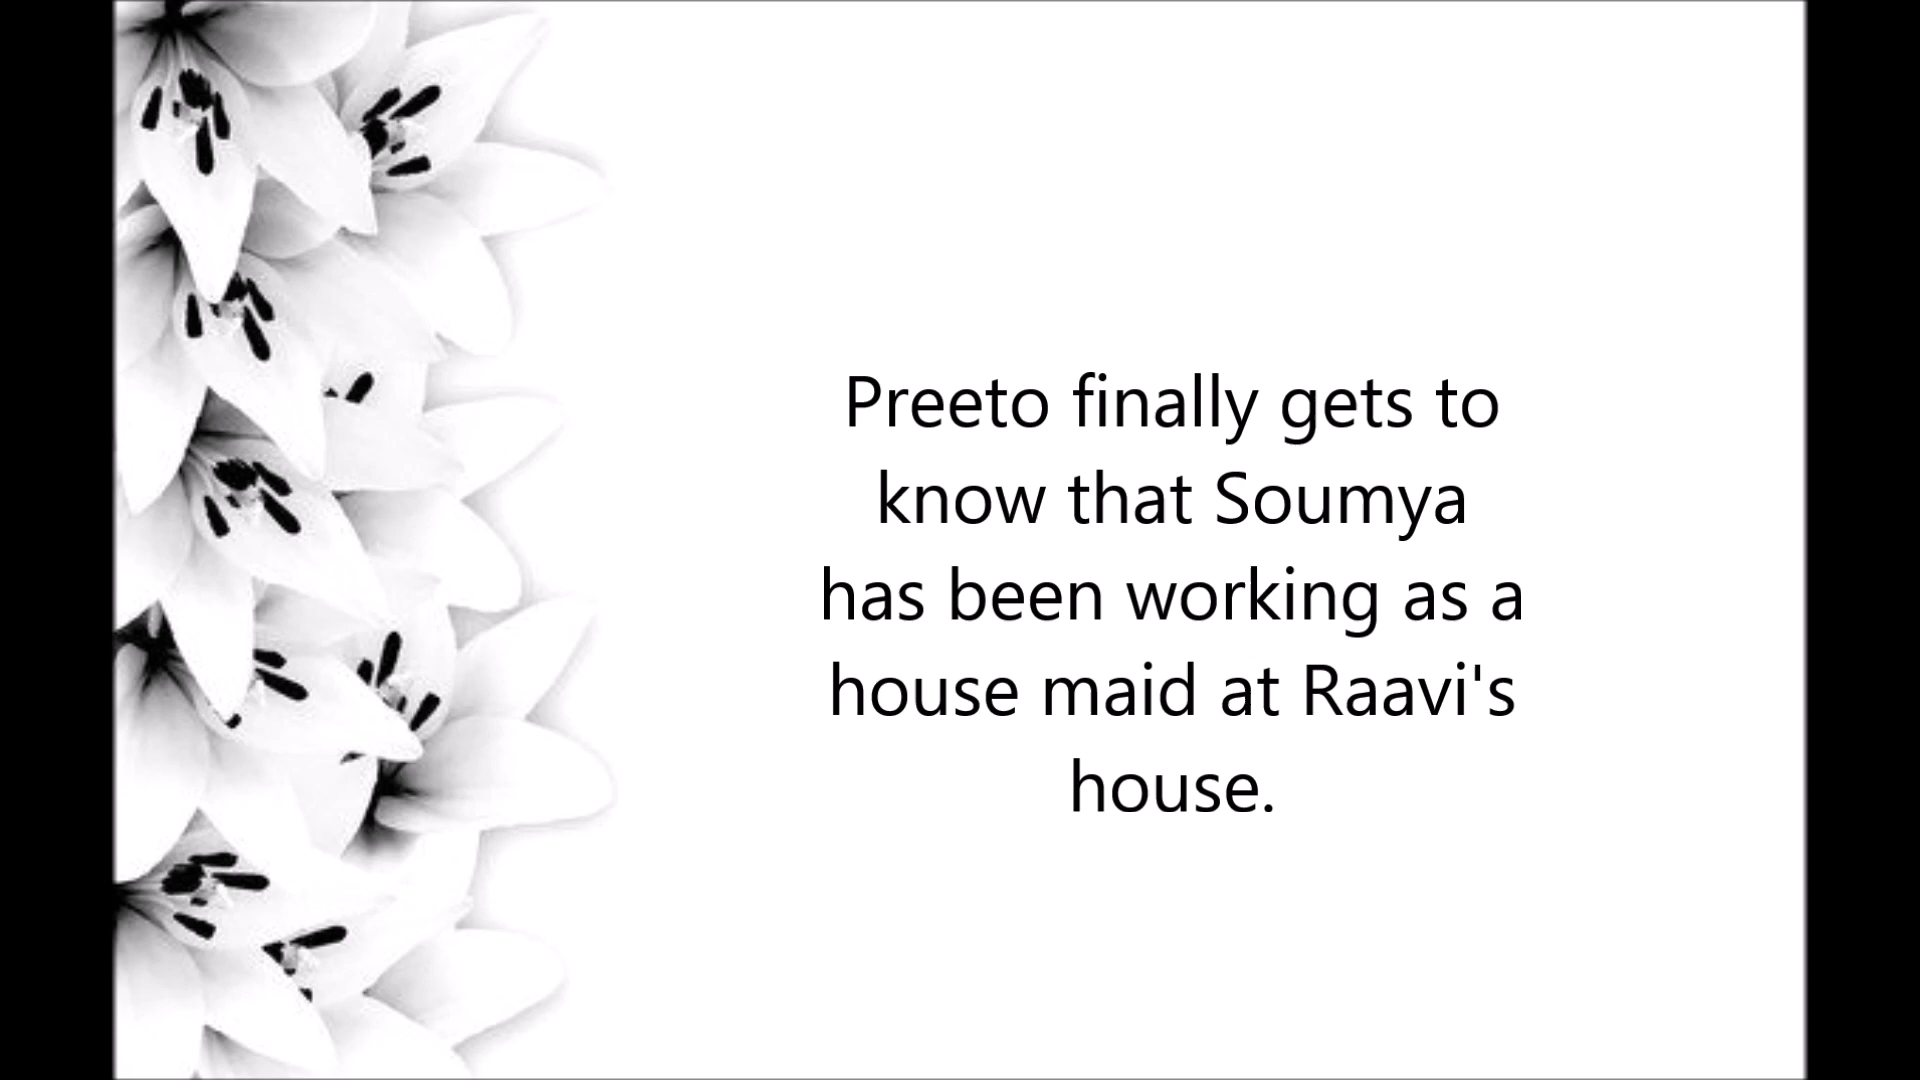 Preeto finally gets to
know that Soumya
has been working as a
house maid at Raavi's
house.